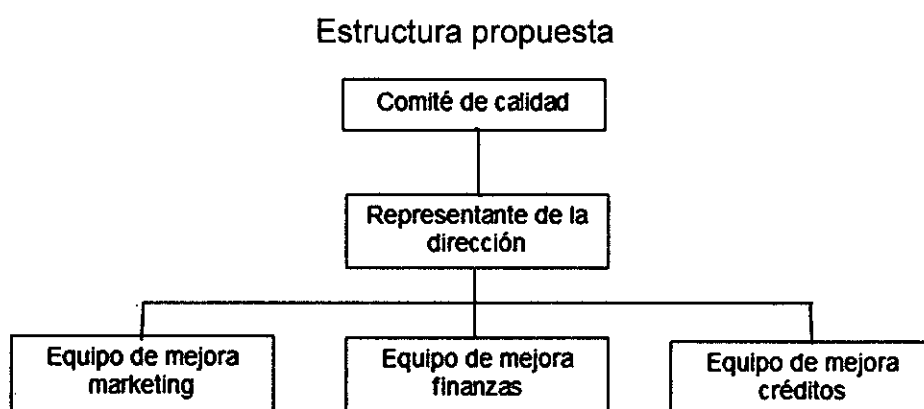 Estructura propuesta
Comité de calidad
Representante de la
dirección
Equipo de mejora
marketing
Equipo de mejora
finanzas
Equipo de mejora
créditos